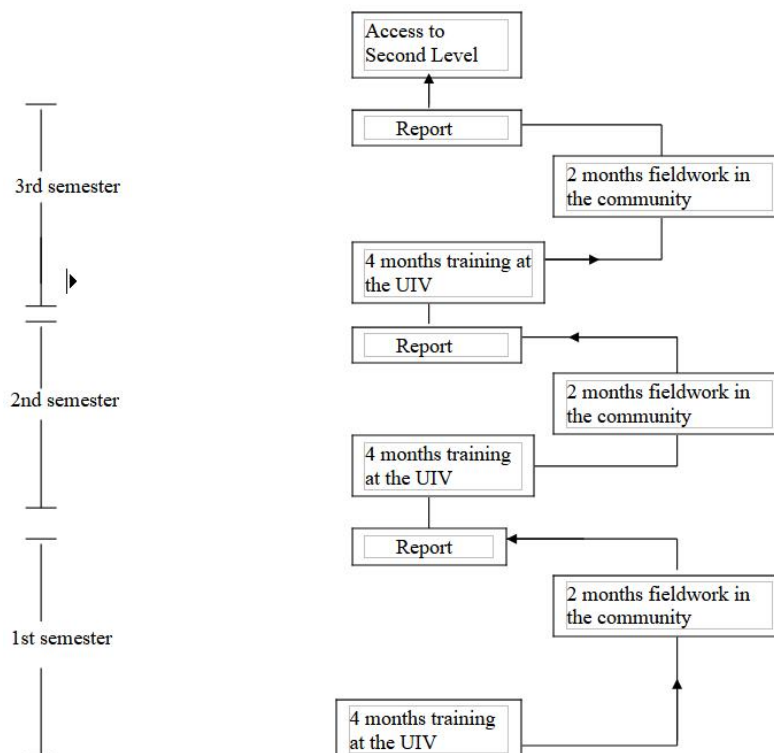 Access to
Second Level
Report
2 months fieldwork in
the community
3rd semester
4 months training at
the UIV
Report
2 months fieldwork in
the community
2nd semester
4 months training
at the UIV
Report
2 months fieldwork in
the community
1st semester
4 months training
at the UIV